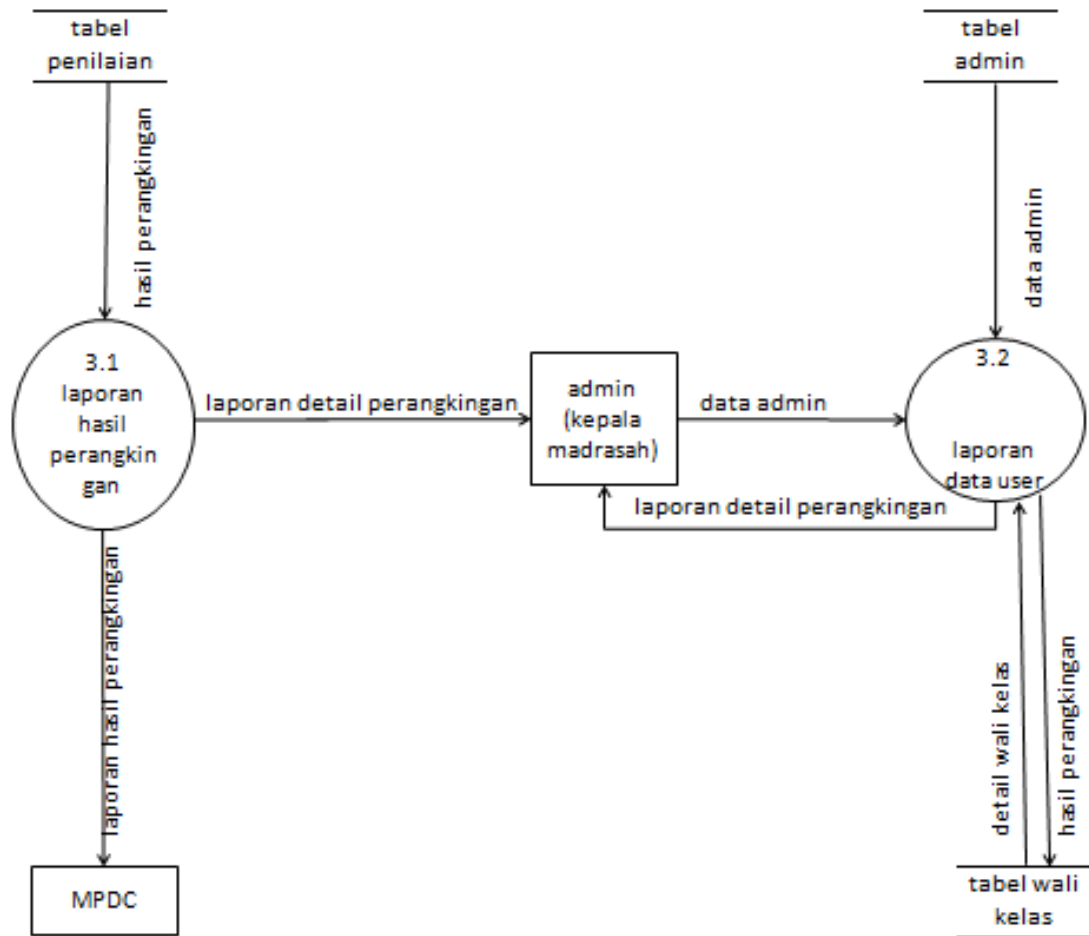 tabel
penilaian
tabel
admin
hasil perangkingan
data admin
3.1
laporan
hasil
perangkin
gan
laporan detail perangkingan
admin
(kepala
madrasah)
data admin
3.2
laporan
data user
laporan detail perangkingan
laporan hasil perangkingan
detail wali kelas
hasil perangkingan
MPDC
tabel wali
kelas